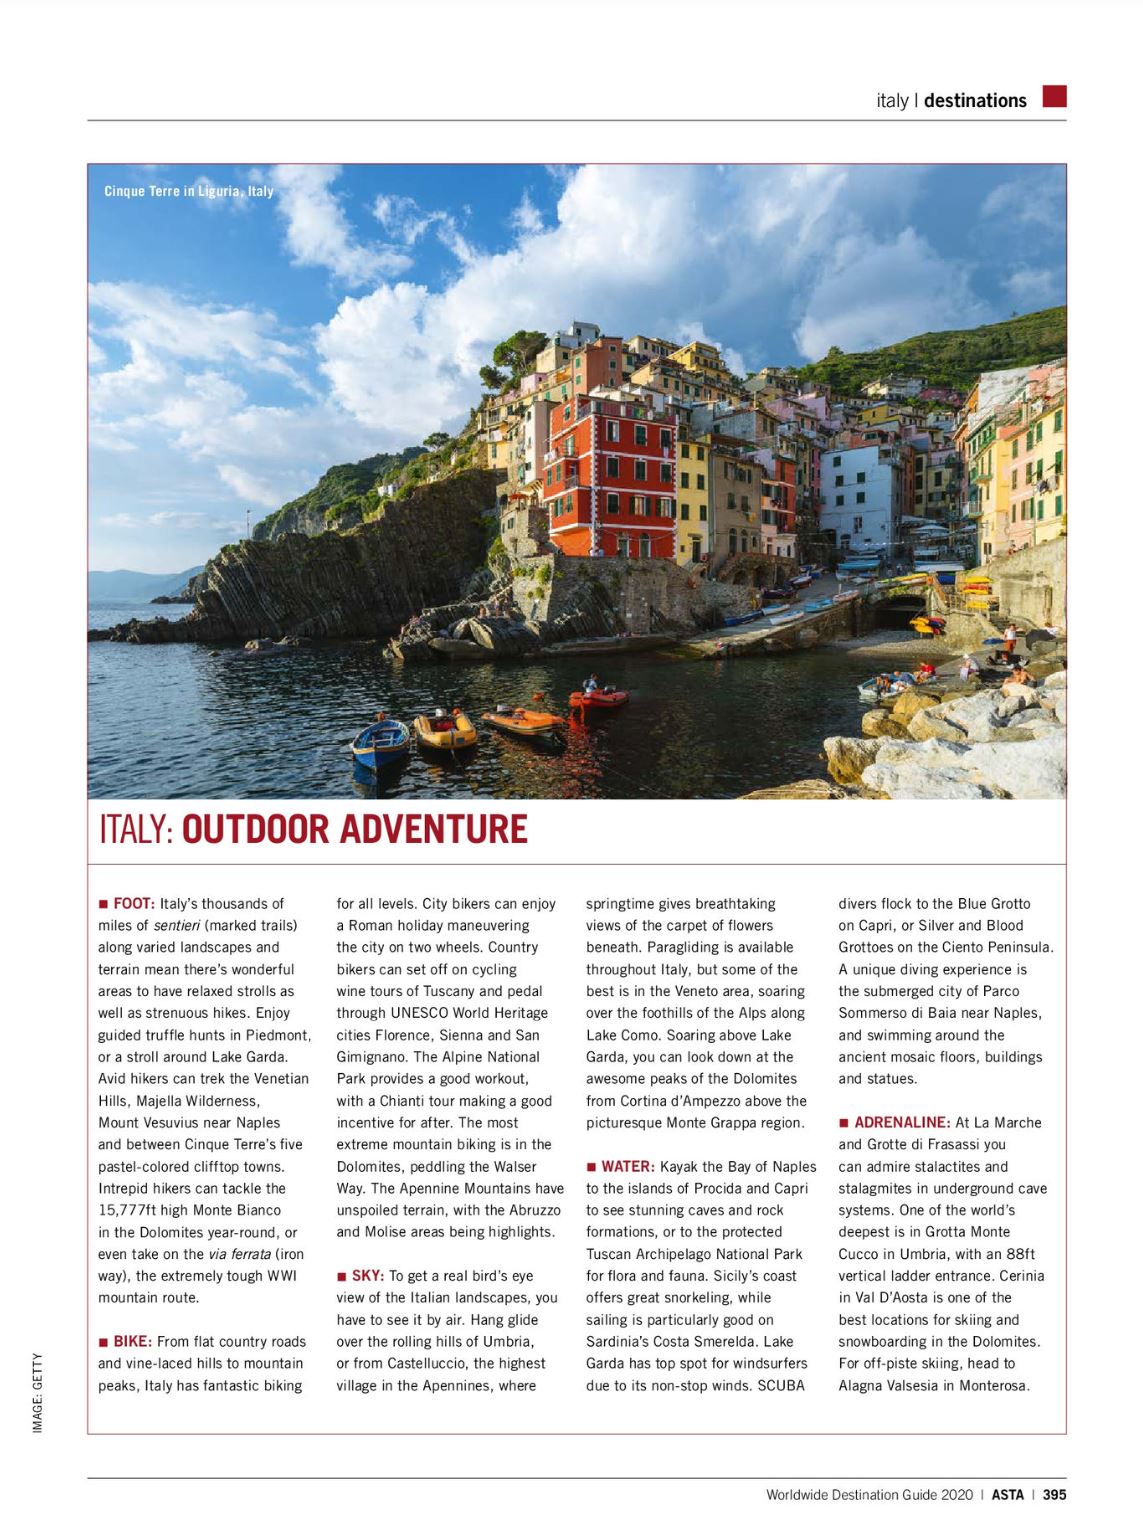 italy | destinations
Cinque Terre in Liguria, Italy
ITALY: OUTDOOR ADVENTURE
■ FOOT: Italy's thousands of
miles of sentieri (marked trails)
along varied landscapes and
terrain mean there's wonderful
areas to have relaxed strolls as
well as strenuous hikes. Enjoy
guided truffle hunts in Piedmont,
or a stroll around Lake Garda.
Avid hikers can trek the Venetian
Hills, Majella Wilderness,
Mount Vesuvius near Naples
and between Cinque Terre's five
pastel-colored clifftop towns.
Intrepid hikers can tackle the
15,777ft high Monte Bianco
in the Dolomites year-round, or
even take on the via ferrata (iron
way), the extremely tough WWI
mountain route.
■ BIKE: From flat country roads
and vine-laced hills to mountain
peaks, Italy has fantastic biking
for all levels. City bikers can enjoy
a Roman holiday maneuvering
the city on two wheels. Country
bikers can set off on cycling
wine tours of Tuscany and pedal
through UNESCO World Heritage
cities Florence, Sienna and San
Gimignano. The Alpine National
Park provides a good workout,
with a Chianti tour making a good
incentive for after. The most
extreme mountain biking is in the
Dolomites, peddling the Walser
Way. The Apennine Mountains have
unspoiled terrain, with the Abruzzo
and Molise areas being highlights.
■ SKY: To get a real bird's eye
view of the Italian landscapes, you
have to see it by air. Hang glide
over the rolling hills of Umbria,
or from Castelluccio, the highest
village in the Apennines, where
springtime gives breathtaking
views of the carpet of flowers
beneath. Paragliding is available
throughout Italy, but some of the
best is in the Veneto area, soaring
over the foothills of the Alps along
Lake Como. Soaring above Lake
Garda, you can look down at the
awesome peaks of the Dolomites
from Cortina d'Ampezzo above the
picturesque Monte Grappa region.
■ WATER: Kayak the Bay of Naples
to the islands of Procida and Capri
to see stunning caves and rock
formations, or to the protected
Tuscan Archipelago National Park
for flora and fauna. Sicily's coast
offers great snorkeling, while
sailing is particularly good on
Sardinia's Costa Smerelda. Lake
Garda has top spot for windsurfers
due to its non-stop winds. SCUBA
divers flock to the Blue Grotto
on Capri, or Silver and Blood
Grottoes on the Ciento Peninsula.
A unique diving experience is
the submerged city of Parco
Sommerso di Baia near Naples,
and swimming around the
ancient mosaic floors, buildings
and statues.
■ ADRENALINE: At La Marche
and Grotte di Frasassi you
can admire stalactites and
stalagmites in underground cave
systems. One of the world's
deepest is in Grotta Monte
Cucco in Umbria, with an 88ft
vertical ladder entrance. Cerinia
in Val D'Aosta is one of the
best locations for skiing and
snowboarding in the Dolomites.
For off-piste skiing, head to
Alagna Valsesia in Monterosa.
IMAGE: GETTY
Worldwide Destination Guide 2020 | ASTA | 395